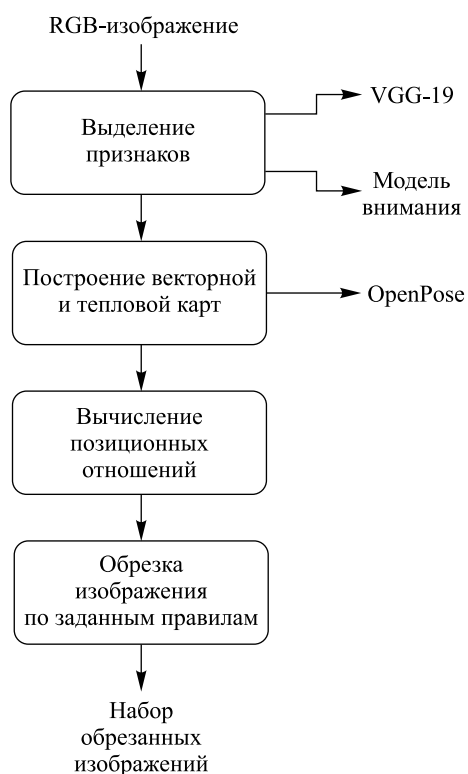 RGB-изображение
Выделение
признаков
VGG-19
Модель
внимания
Построение векторной
и тепловой карт
OpenPose
Вычисление
позиционных
отношений
Обрезка
изображения
по заданным правилам
Набор
обрезанных
изображений